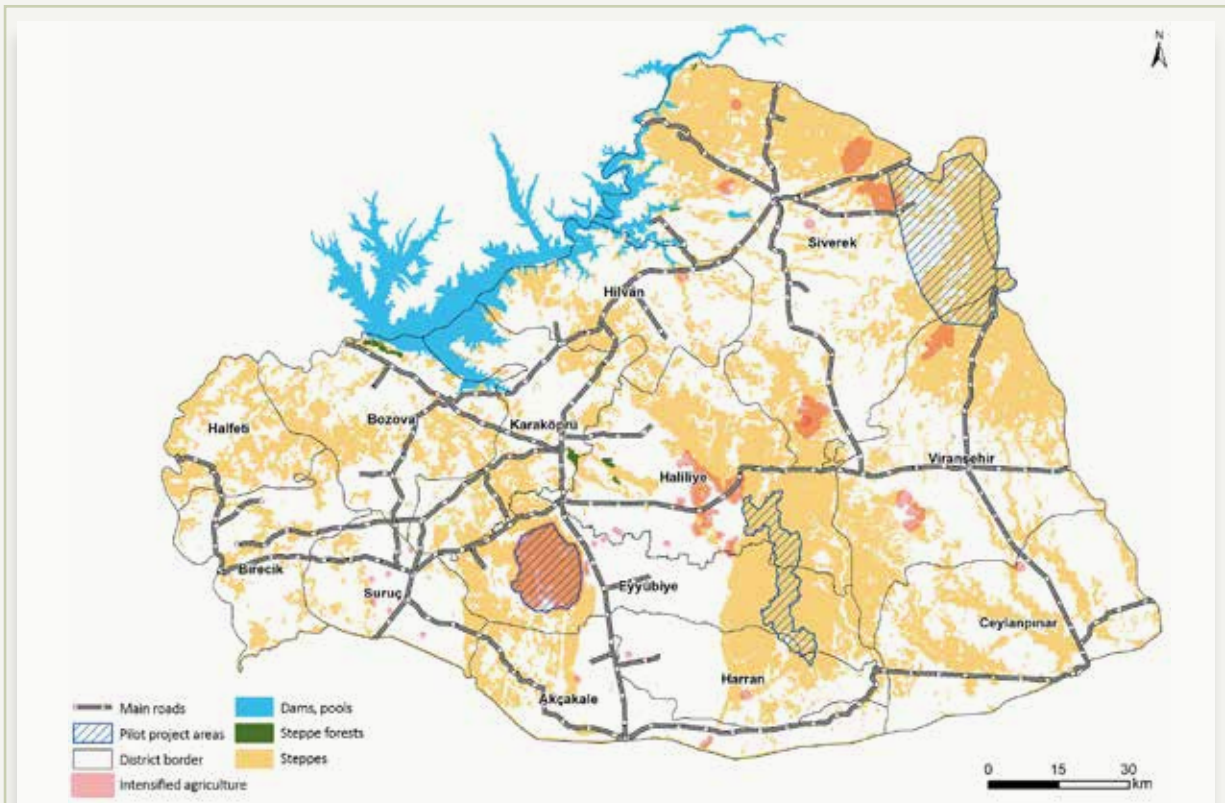 N
Siverek
Hilvan
Halfeti
Bozova
Karaköprü
Haliliye
Viranşehir
Birecik
Suruç
Eyyübiye
Ceylanpınar
Harran
Akçakale
Main roads
Pilot project areas
District border
Intensified agriculture
Dams, pools
Steppe forests
Steppes
0 15 30
km